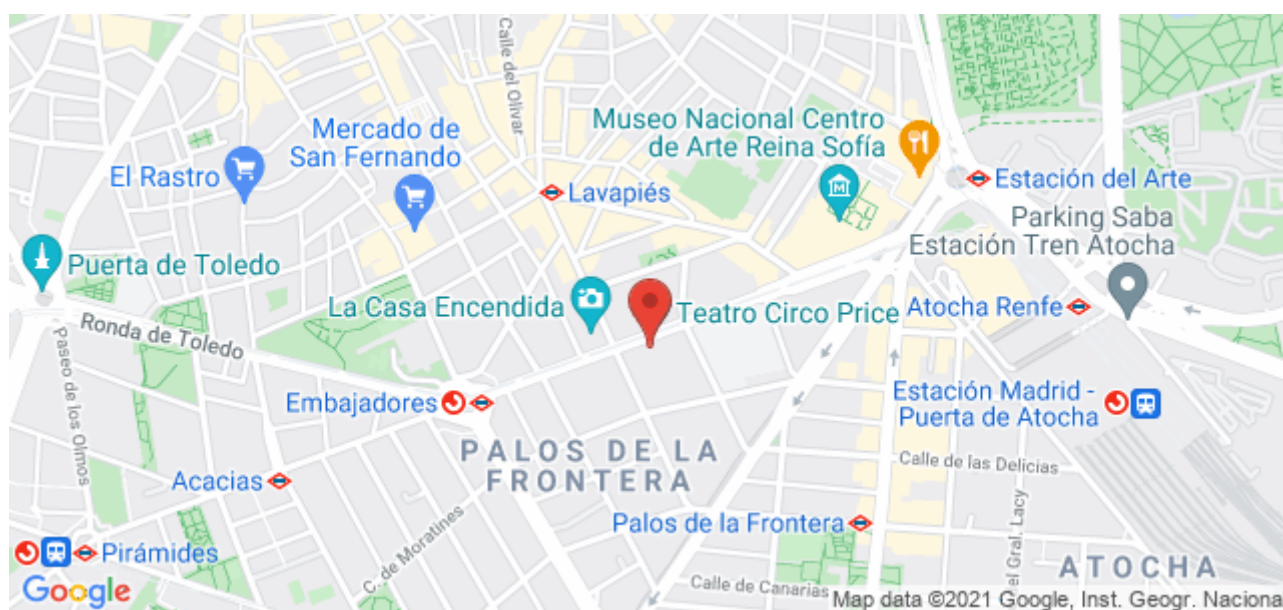 Calle del Olivar
Museo Nacional Centro
de Arte Reina Sofía
Mercado de
San Fernando
El Rastro
Lavapiés
Estación del Arte
Parking Saba
Estación Tren Atocha
Puerta de Toledo
La Casa Encendida
Teatro Circo Price
Atocha Renfe
Ronda de Toledo
Paseo de los Olmos
Embajadores
Estación Madrid -
Puerta de Atocha
PALOS DE LA
FRONTERA
Calle de las Delicias
Acacias
C. de Moratines
Palos de la Frontera
el Gral. Lacy
Pirámides
ATOCHA
Calle de Canarias
Google
Map data ©2021 Google, Inst. Geogr. Naciona